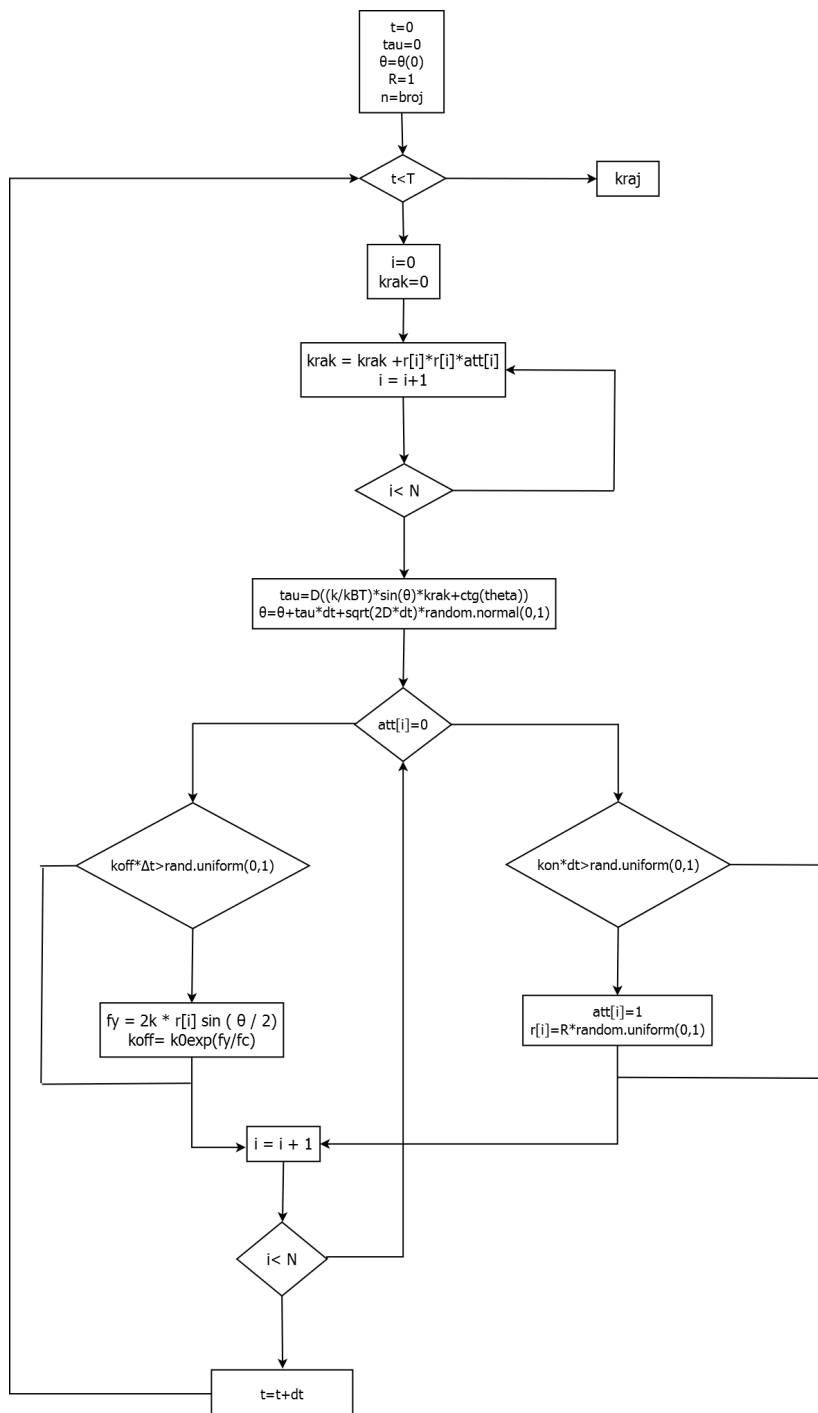 t=0
tau=0
θ=θ(0)
R=1
n=broj
t<T
kraj
i=0
krak=0
krak = krak +r[i]*r[i]*att[i]
i = i+1
i< N
tau=D((k/kBT)*sin(θ)*krak+ctg(theta))
θ=θ+tau*dt+sqrt(2D*dt)*random.normal(0,1)
att[i]=0
koff*Δt>rand.uniform(0,1)
kon*dt>rand.uniform(0,1)
fy = 2k * r[i] sin ( θ / 2)
koff= k0exp(fy/fc)
att[i]=1
r[i]=R*random.uniform(0,1)
i = i + 1
i< N
t=t+dt